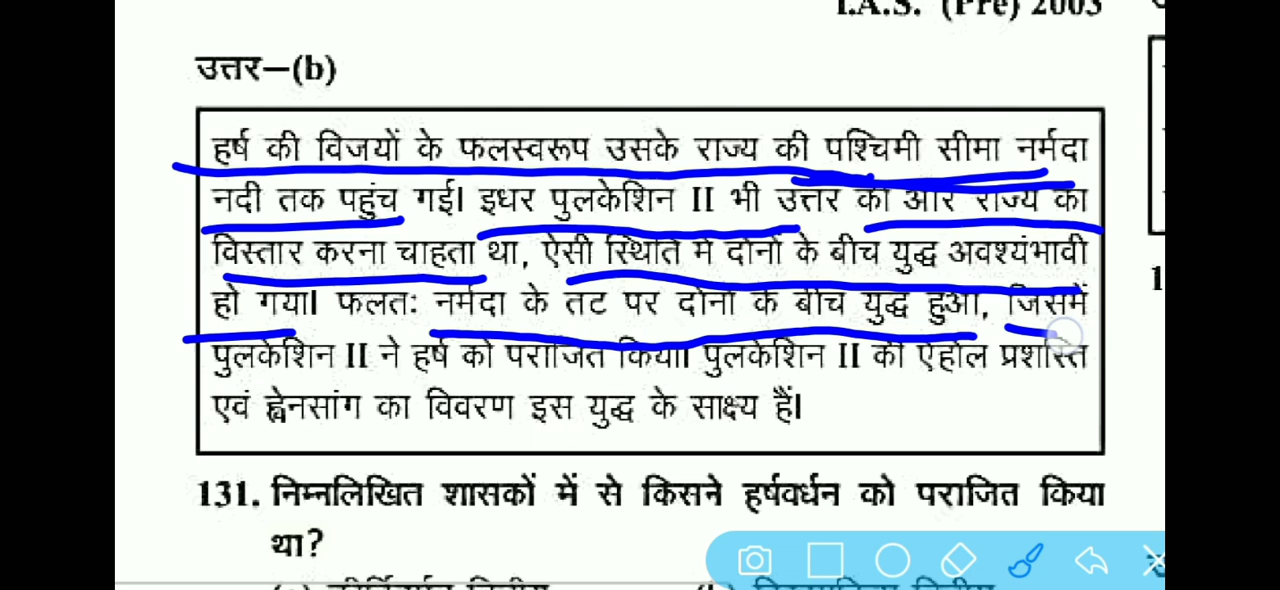 I.A.S. (Pre) 2003
उत्तर–(b)
हर्ष की विजयों के फलस्वरूप उसके राज्य की पश्चिमी सीमा नर्मदा
नदी तक पहुंच गई। इधर पुलकेशिन II भी उत्तर की ओर राज्य का
विस्तार करना चाहता था, ऐसी स्थिति में दोनों के बीच युद्ध अवश्यंभावी
हो गया। फलतः नर्मदा के तट पर दोनों के बीच युद्ध हुआ, जिसमें
पुलकेशिन II ने हर्ष को पराजित किया। पुलकेशिन II की ऐहोल प्रशस्ति
एवं ह्वेनसांग का विवरण इस युद्ध के साक्ष्य हैं।
131. निम्नलिखित शासकों में से किसने हर्षवर्धन को पराजित किया
था?